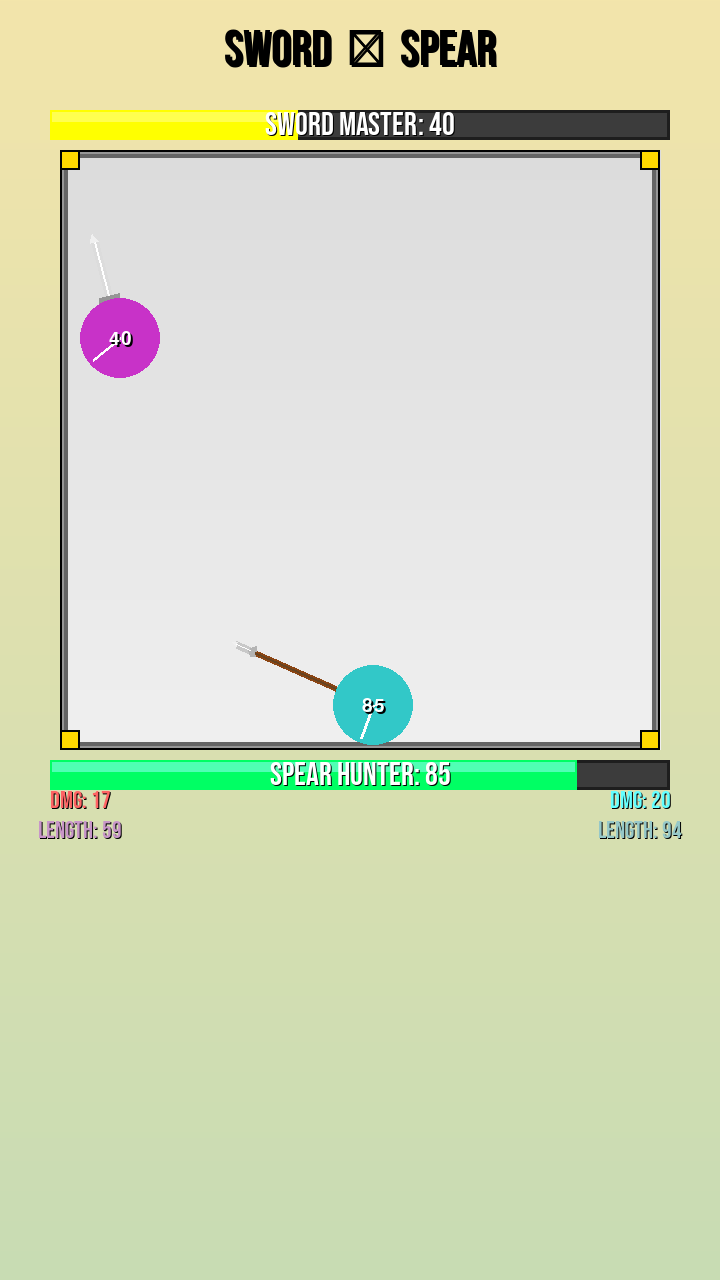 SWORD ☒ SPEAR
SWORD MASTER: 40
40
85
SPEAR HUNTER: 85
DMG: 17 DMG: 20
LENGTH: 59 LENGTH: 94